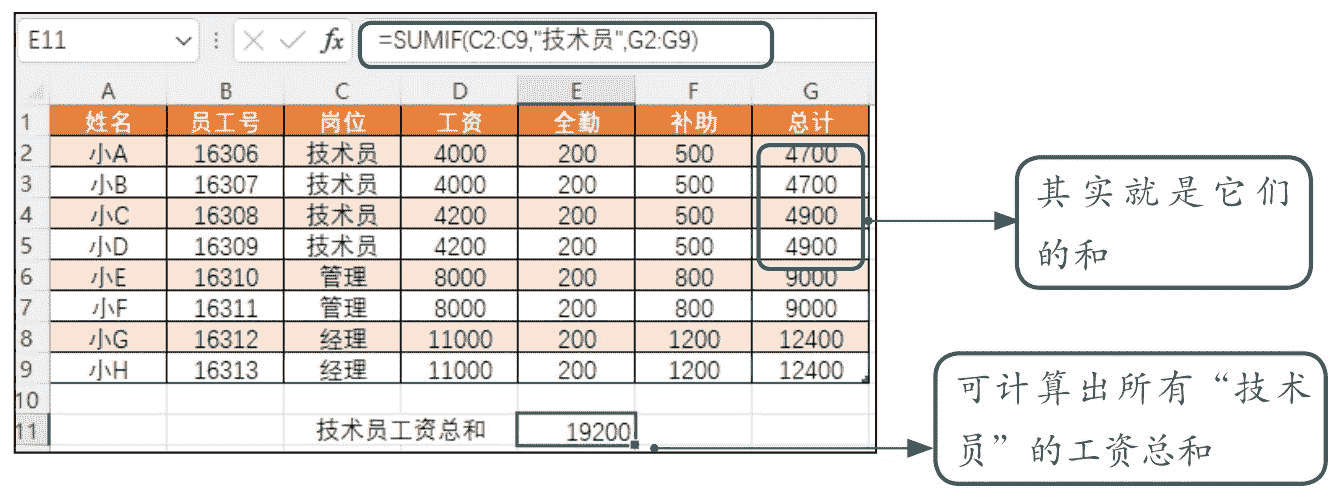 E11 fx =SUMIF(C2:C9,"技术员",G2:G9)
A B C D E F G
1 姓名 员工号 岗位 工资 全勤 补助 总计
2 小A 16306 技术员 4000 200 500 4700
3 小B 16307 技术员 4000 200 500 4700
4 小C 16308 技术员 4200 200 500 4900
5 小D 16309 技术员 4200 200 500 4900
6 小E 16310 管理 8000 200 800 9000
7 小F 16311 管理 8000 200 800 9000
8 小G 16312 经理 11000 200 1200 12400
9 小H 16313 经理 11000 200 1200 12400
10
11 技术员工资总和 19200
其实就是它们
的和
可计算出所有“技术
员”的工资总和